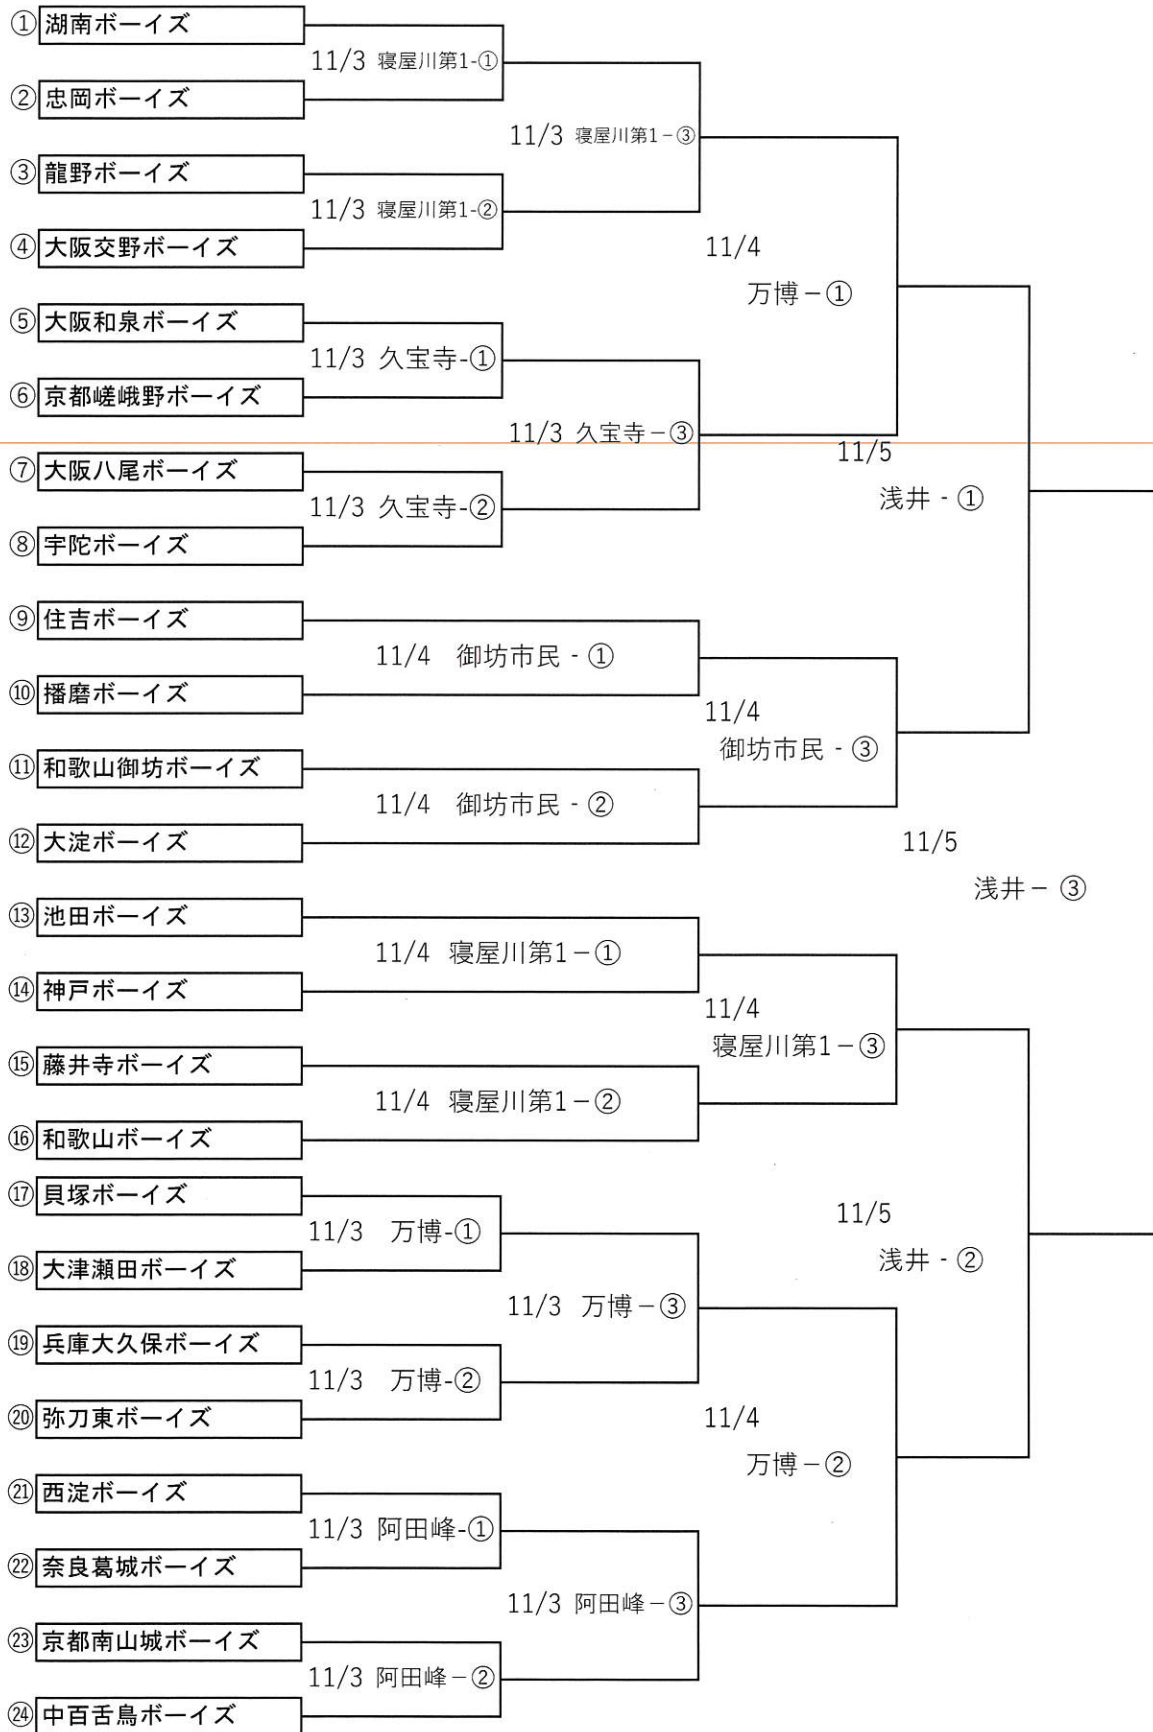 ①湖南ボーイズ
11/3 寝屋川第1-①
②忠岡ボーイズ
11/3 寝屋川第1－③
③龍野ボーイズ
11/3 寝屋川第1-②
④大阪交野ボーイズ
11/4
万博－①
⑤大阪和泉ボーイズ
11/3 久宝寺-①
⑥京都嵯峨野ボーイズ
11/3 久宝寺－③
11/5
⑦大阪八尾ボーイズ
浅井 - ①
11/3 久宝寺-②
⑧宇陀ボーイズ
⑨住吉ボーイズ
11/4 御坊市民 - ①
⑩播磨ボーイズ
11/4
御坊市民 - ③
⑪和歌山御坊ボーイズ
11/4 御坊市民 - ②
⑫大淀ボーイズ
11/5
浅井－ ③
⑬池田ボーイズ
11/4 寝屋川第1－①
⑭神戸ボーイズ
11/4
寝屋川第1－③
⑮藤井寺ボーイズ
11/4 寝屋川第1－②
⑯和歌山ボーイズ
⑰貝塚ボーイズ
11/5
11/3 万博-①
浅井 - ②
⑱大津瀬田ボーイズ
11/3 万博－③
⑲兵庫大久保ボーイズ
11/3 万博-②
⑳弥刀東ボーイズ
11/4
万博－②
㉑西淀ボーイズ
11/3 阿田峰-①
㉒奈良葛城ボーイズ
11/3 阿田峰－③
㉓京都南山城ボーイズ
11/3 阿田峰－②
㉔中百舌鳥ボーイズ